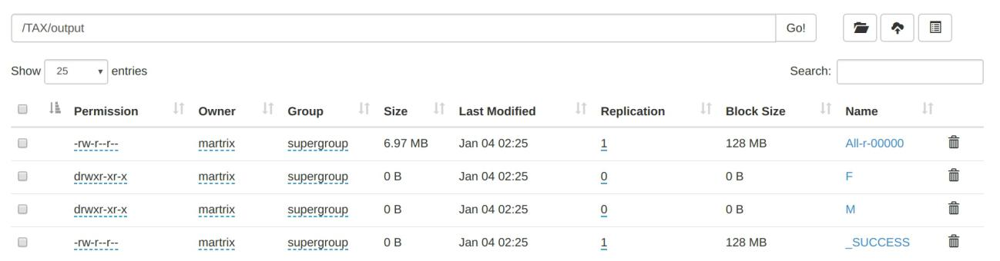 /TAX/output Go!
Show 25 entries Search:
Permission Owner Group Size Last Modified Replication Block Size Name
-rw-r--r-- martrix supergroup 6.97 MB Jan 04 02:25 1 128 MB All-r-00000
drwxr-xr-x martrix supergroup 0 B Jan 04 02:25 0 0 B F
drwxr-xr-x martrix supergroup 0 B Jan 04 02:25 0 0 B M
-rw-r--r-- martrix supergroup 0 B Jan 04 02:25 1 128 MB _SUCCESS